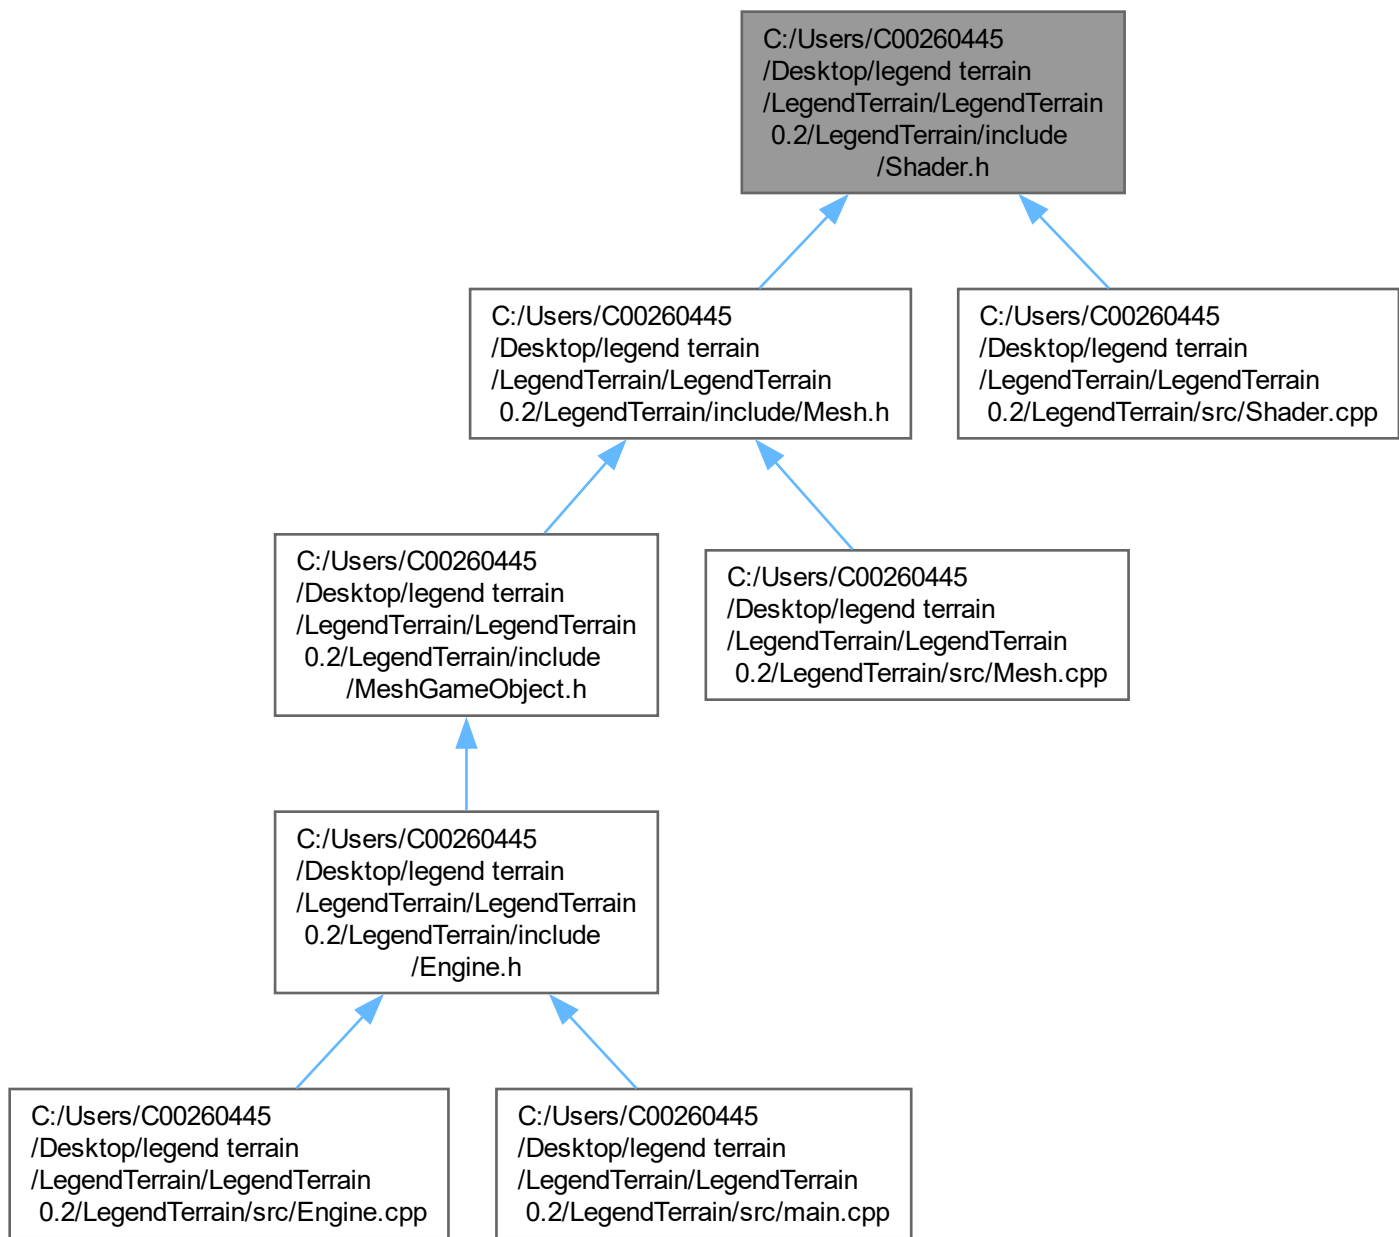 C:/Users/C00260445
/Desktop/legend terrain
/LegendTerrain/LegendTerrain
0.2/LegendTerrain/include
/Shader.h
C:/Users/C00260445
/Desktop/legend terrain
/LegendTerrain/LegendTerrain
0.2/LegendTerrain/include/Mesh.h
C:/Users/C00260445
/Desktop/legend terrain
/LegendTerrain/LegendTerrain
0.2/LegendTerrain/src/Shader.cpp
C:/Users/C00260445
/Desktop/legend terrain
/LegendTerrain/LegendTerrain
0.2/LegendTerrain/include
/MeshGameObject.h
C:/Users/C00260445
/Desktop/legend terrain
/LegendTerrain/LegendTerrain
0.2/LegendTerrain/src/Mesh.cpp
C:/Users/C00260445
/Desktop/legend terrain
/LegendTerrain/LegendTerrain
0.2/LegendTerrain/include
/Engine.h
C:/Users/C00260445
/Desktop/legend terrain
/LegendTerrain/LegendTerrain
0.2/LegendTerrain/src/Engine.cpp
C:/Users/C00260445
/Desktop/legend terrain
/LegendTerrain/LegendTerrain
0.2/LegendTerrain/src/main.cpp